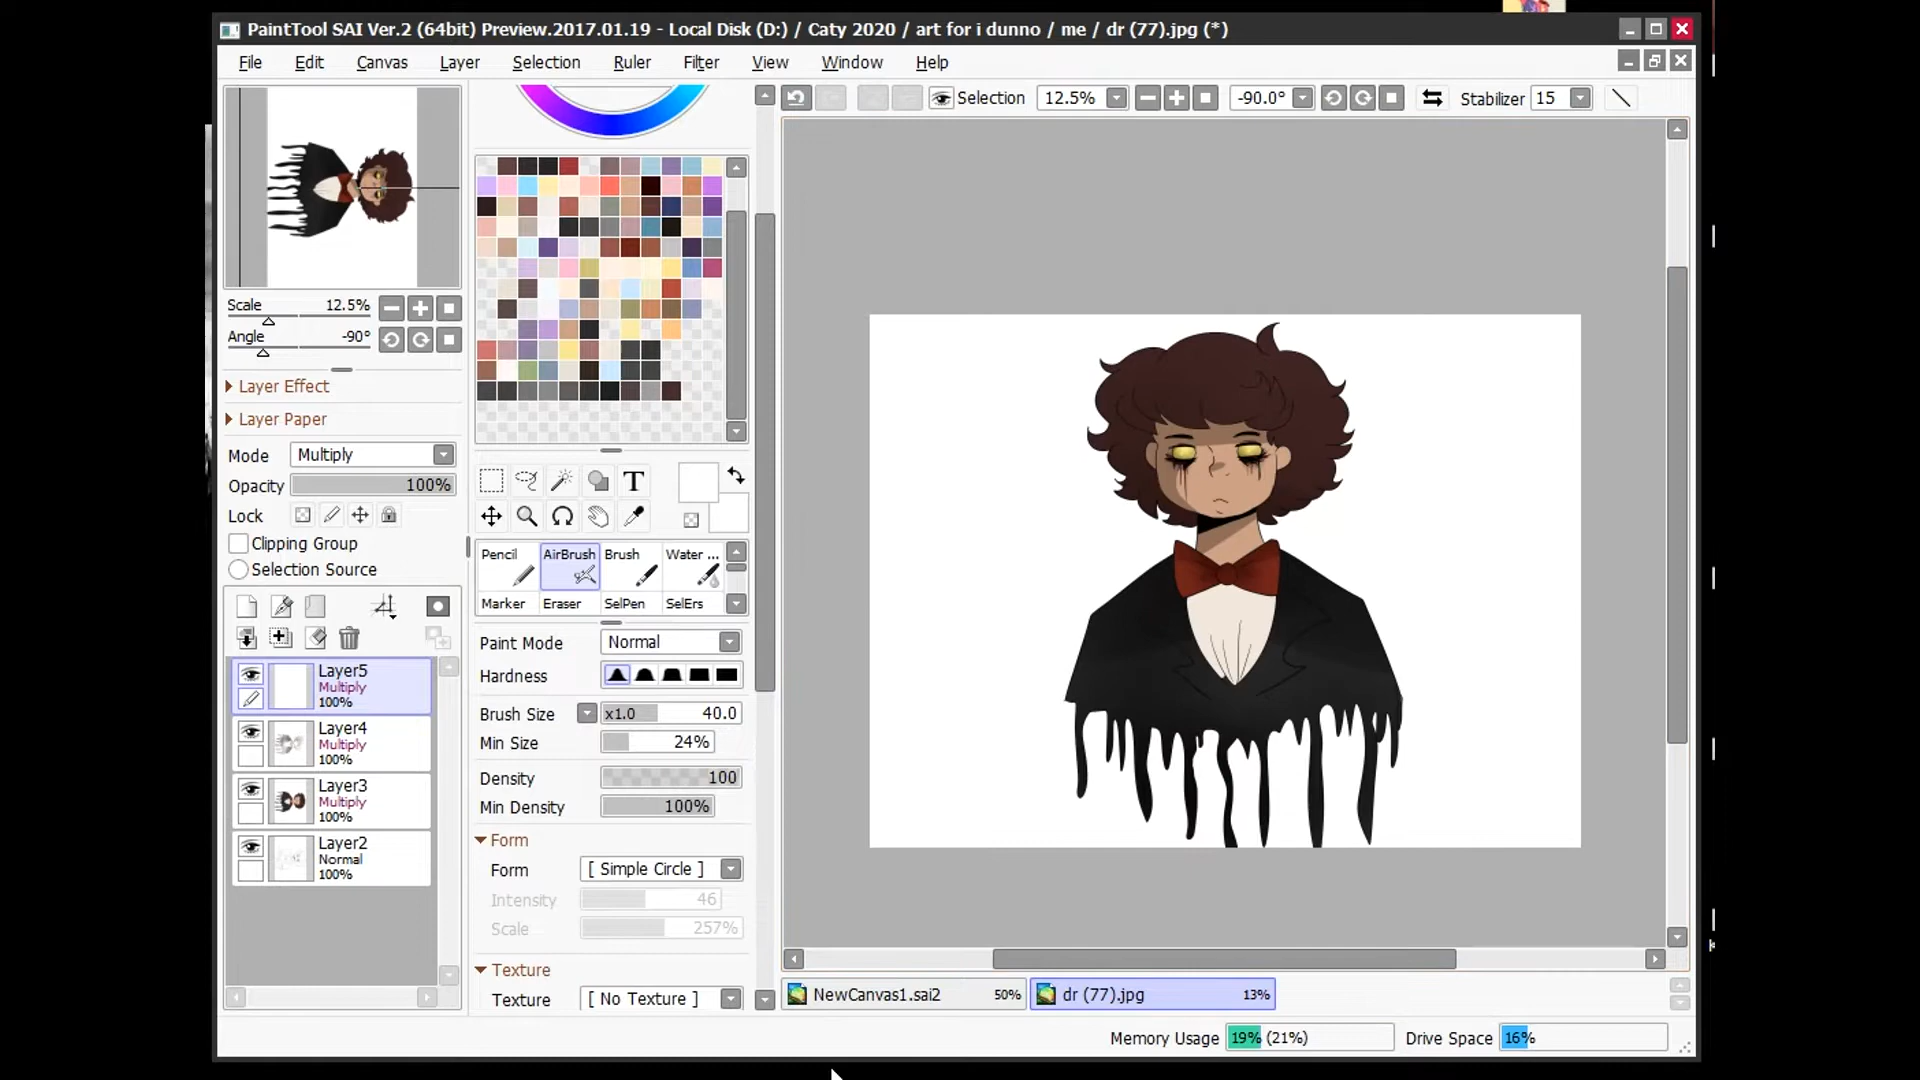 PaintTool SAI Ver.2 (64bit) Preview.2017.01.19 - Local Disk (D:) / Caty 2020 / art for i dunno / me / dr (77).jpg (*)
File Edit Canvas Layer Selection Ruler Filter View Window Help
Selection 12.5% -90.0° Stabilizer 15
Scale 12.5%
Angle -90°
Layer Effect
Layer Paper
Mode Multiply
Opacity 100%
Lock
Clipping Group
Selection Source
Layer5
Multiply
100%
Layer4
Multiply
100%
Layer3
Multiply
100%
Layer2
Normal
100%
T
Pencil AirBrush Brush Water ...
Marker Eraser SelPen SelErs
Paint Mode Normal
Hardness
Brush Size x1.0 40.0
Min Size 24%
Density 100
Min Density 100%
Form
Form [ Simple Circle ]
Intensity 46
Scale 257%
Texture
Texture [ No Texture ]
NewCanvas1.sai2 50% dr (77).jpg 13%
Memory Usage 19% (21%) Drive Space 16%